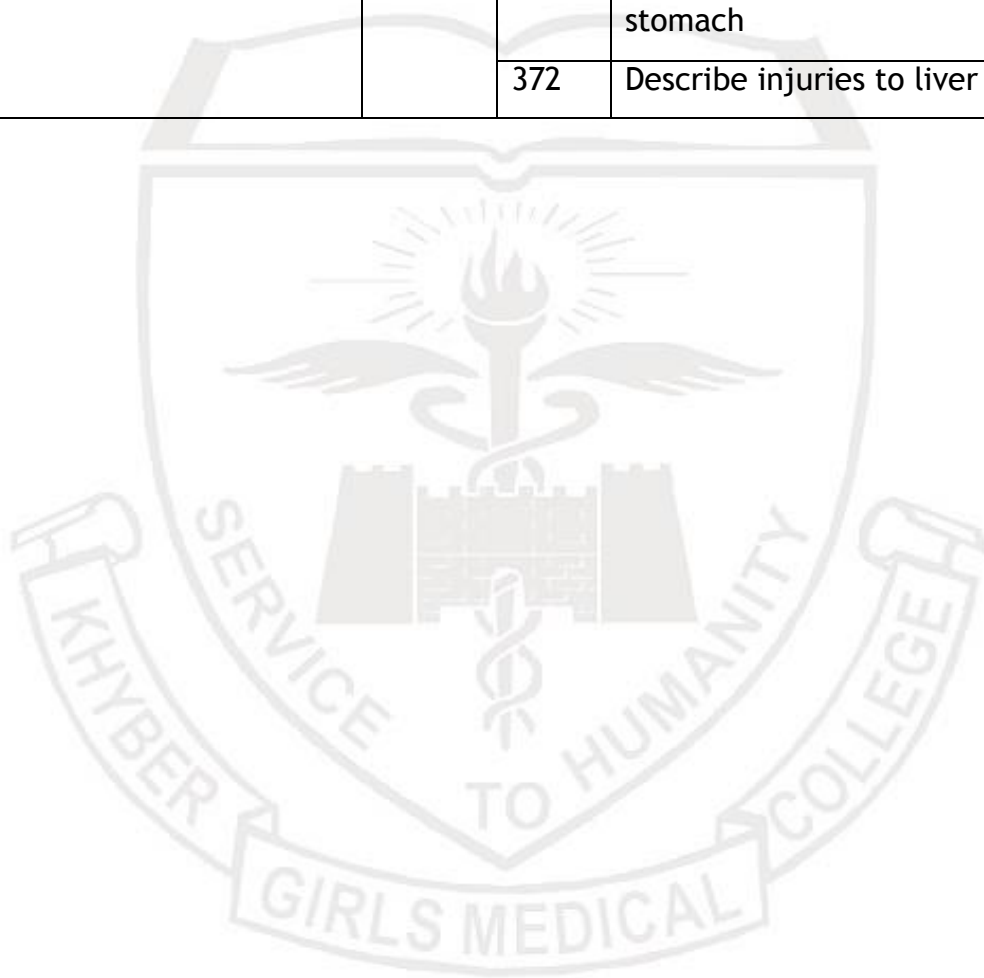 stomach
372 Describe injuries to liver
SERVICE TO HUMANITY
KHYBER GIRLS MEDICAL COLLEGE